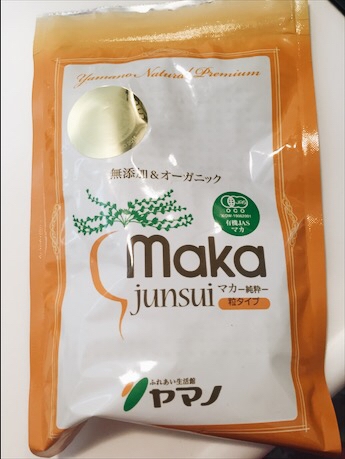 Yamano Natural Premium
無添加＆オーガニック
JAS
有機JAS
マカ
maka
junsui
マカ－純粋－
粒タイプ
ふれあい生活館
ヤマノ